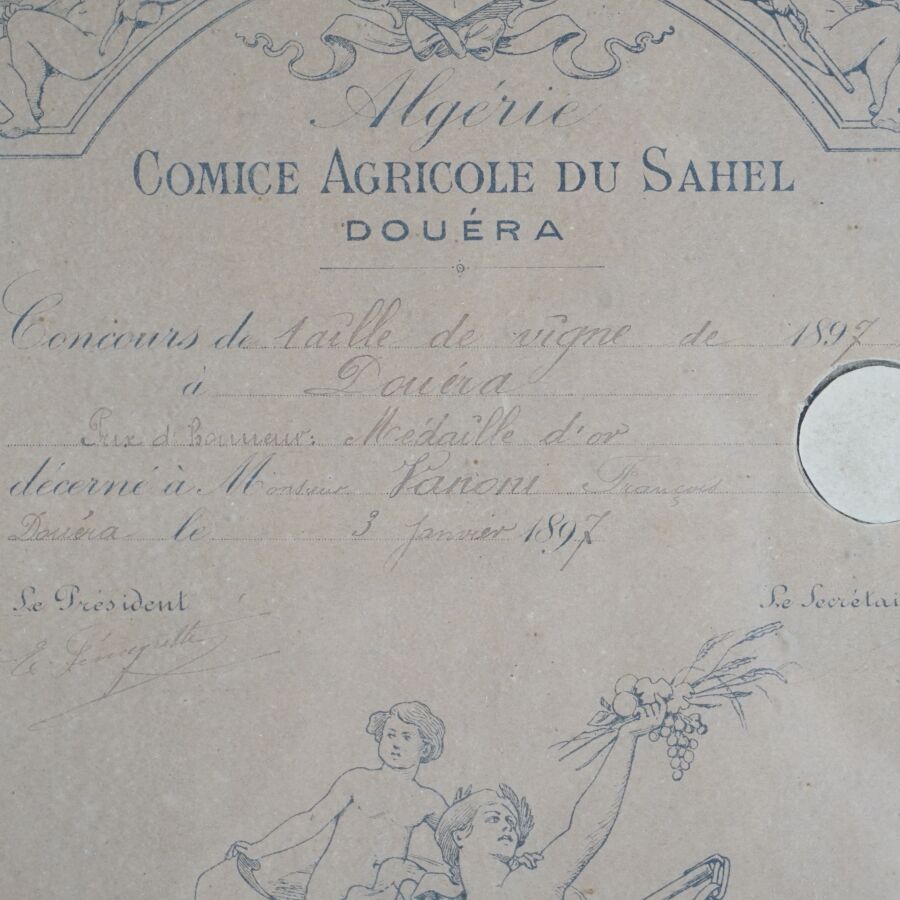 Algérie
COMICE AGRICOLE DU SAHEL
DOUÉRA
Concours de taille de vigne de 1897
à Douéra
Prix d'honneur: Médaille d'or
décerné à Monsieur Vanoni François
Douéra le 3 Janvier 1897
Le Président Le Secrétai